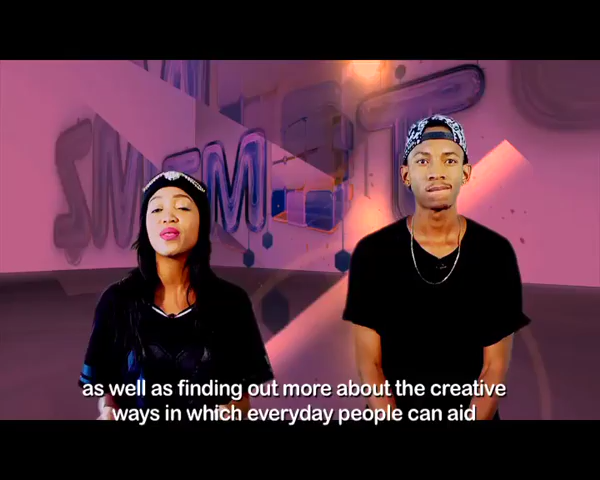 as well as finding out more about the creative
ways in which everyday people can aid